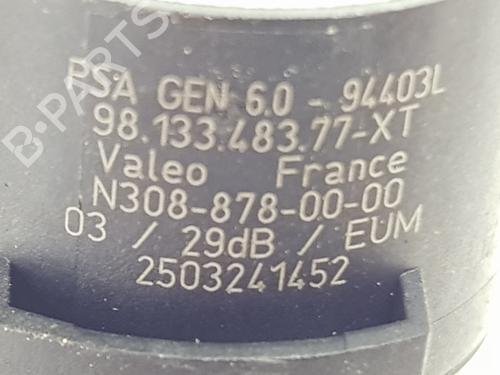 B-PARTS
PSA GEN 6.0 - 94403L
98.133.483.77-XT
Valeo France
N308-878-00-00
03 / 29dB / EUM
2503241452